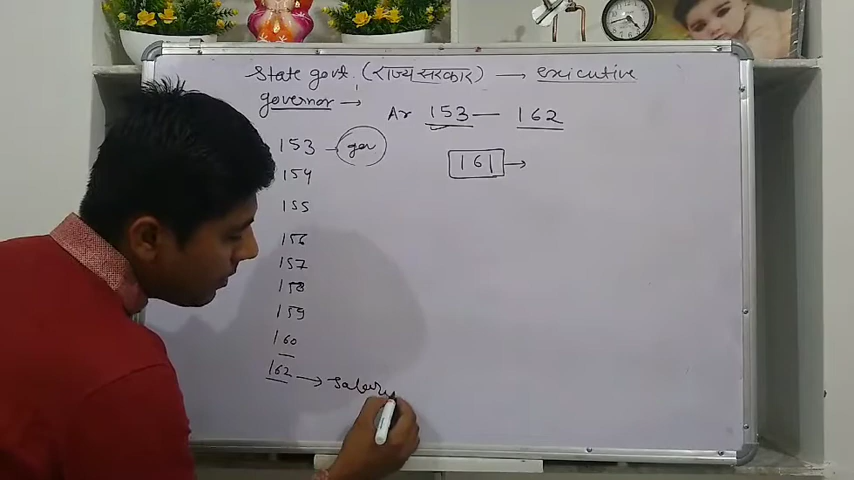 State govt. (राज्य सरकार) → executive
governor →
Ar 153 — 162
153 - gov
161 →
154
155
156
157
158
159
160
162 → Salary